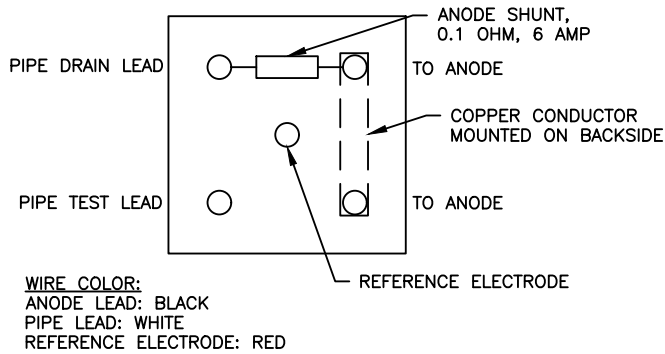 ANODE SHUNT,
0.1 OHM, 6 AMP
PIPE DRAIN LEAD
TO ANODE
COPPER CONDUCTOR
MOUNTED ON BACKSIDE
PIPE TEST LEAD
TO ANODE
REFERENCE ELECTRODE
WIRE COLOR:
ANODE LEAD: BLACK
PIPE LEAD: WHITE
REFERENCE ELECTRODE: RED